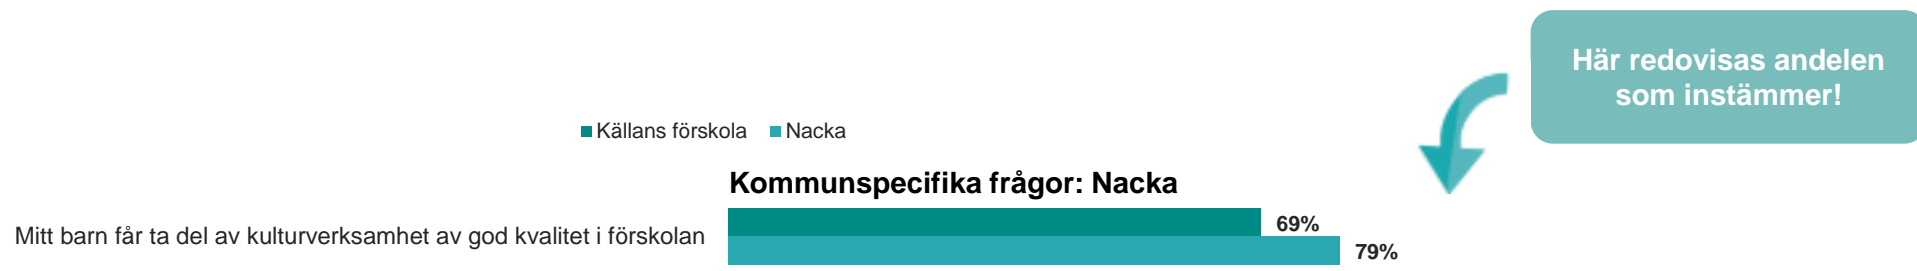 Här redovisas andelen
som instämmer!
Källans förskola Nacka
Kommunspecifika frågor: Nacka
Mitt barn får ta del av kulturverksamhet av god kvalitet i förskolan
69%
79%